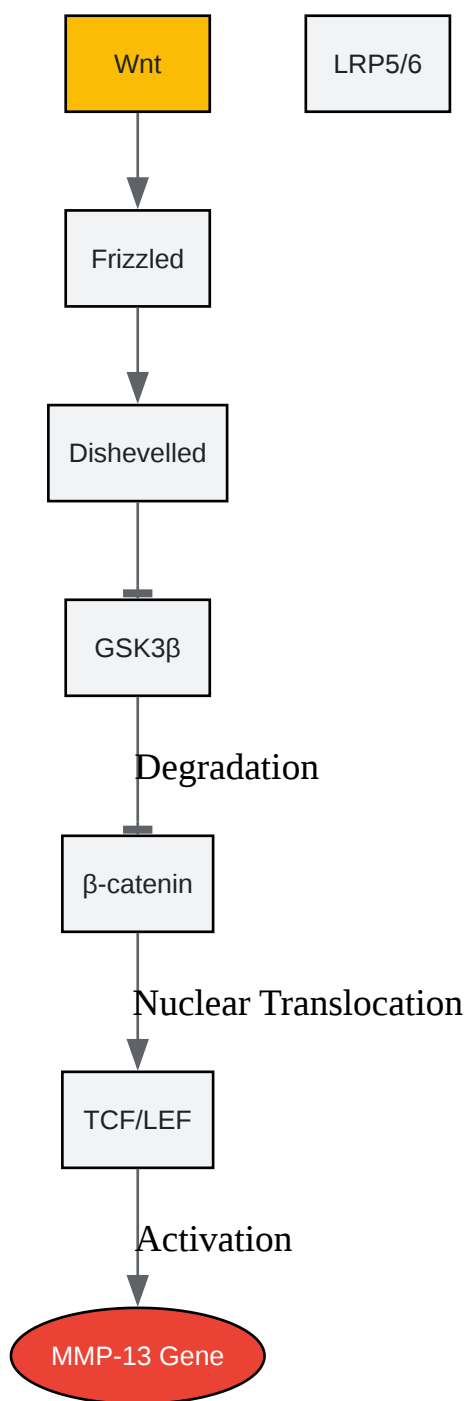 Wnt
LRP5/6
Frizzled
Dishevelled
GSK3β
Degradation
β-catenin
Nuclear Translocation
TCF/LEF
Activation
MMP-13 Gene